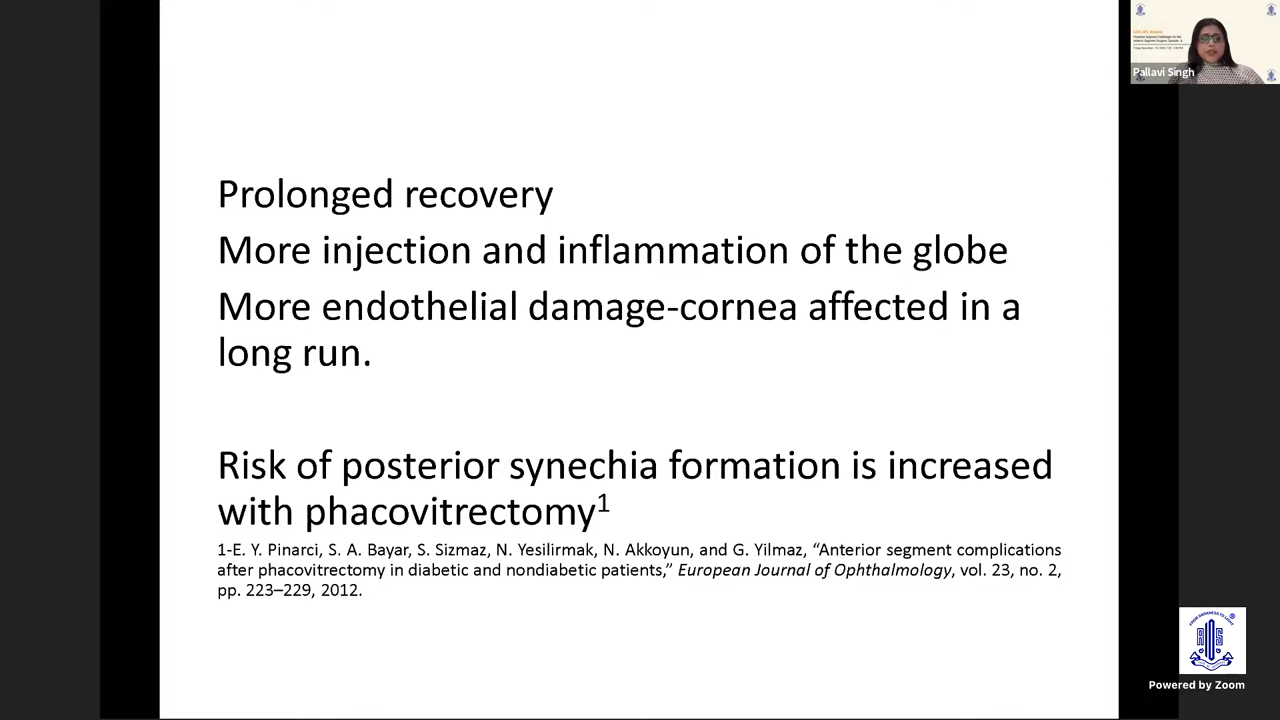 Prolonged recovery
More injection and inflammation of the globe
More endothelial damage-cornea affected in a
long run.
Risk of posterior synechia formation is increased
with phacovitrectomy1
1-E. Y. Pinarci, S. A. Bayar, S. Sizmaz, N. Yesilirmak, N. Akkoyun, and G. Yilmaz, “Anterior segment complications
after phacovitrectomy in diabetic and nondiabetic patients,” European Journal of Ophthalmology, vol. 23, no. 2,
pp. 223–229, 2012.
Pallavi Singh
Powered by Zoom